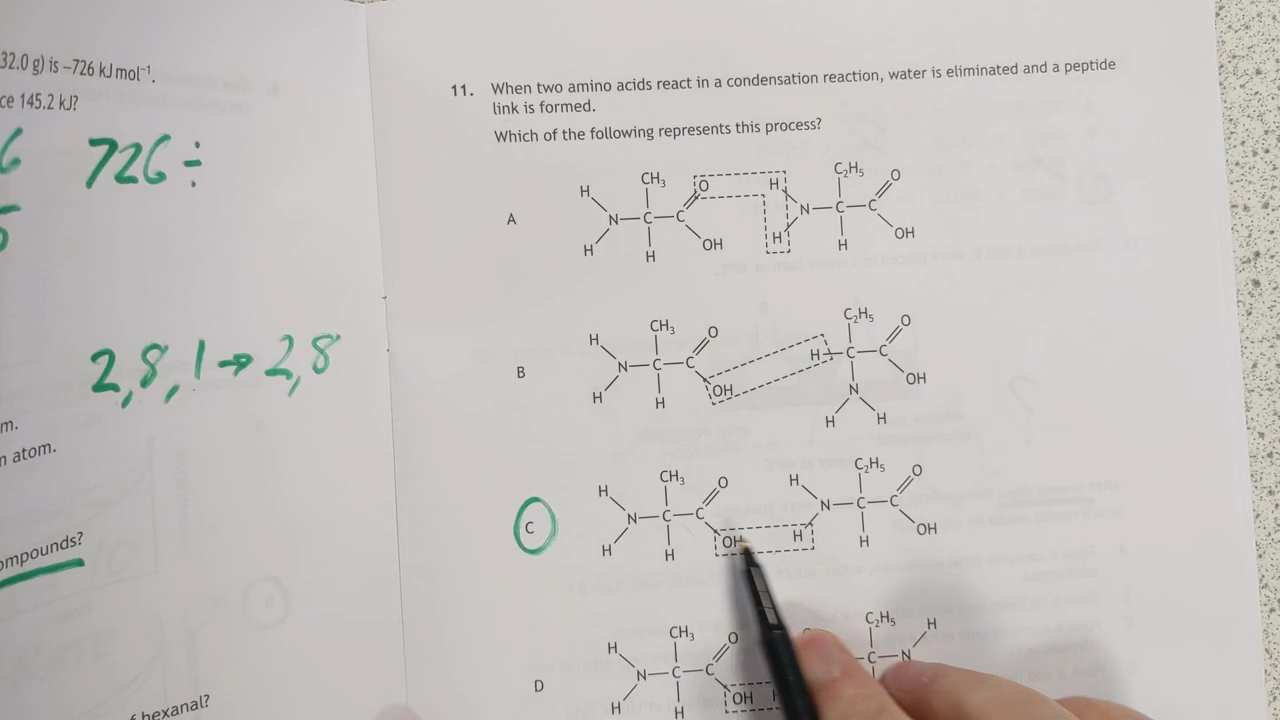 32.0 g) is –726 kJ mol⁻¹.
ce 145.2 kJ?
6
726 ÷
2,8,1 → 2,8
m.
n atom.
ompounds?
hexanal?
11. When two amino acids react in a condensation reaction, water is eliminated and a peptide
link is formed.
Which of the following represents this process?
A
H CH₃ O H C₂H₅ O
N C C N C C
H H OH H H OH
B
H CH₃ O C₂H₅ O
N C C H C C
H H OH N OH
H H
C
H CH₃ O H C₂H₅ O
N C C N C C
H H OH H H OH
D
H CH₃ O C₂H₅ H
N C C C N
H H OH